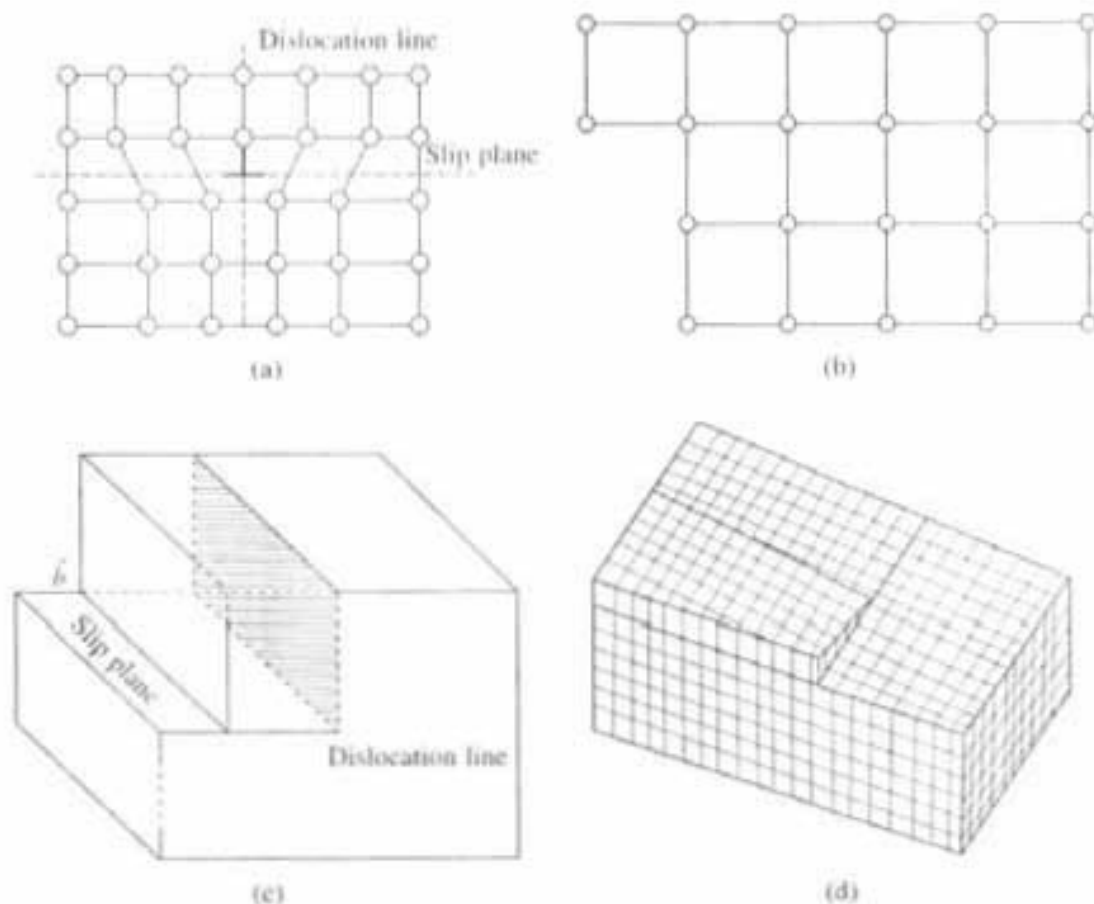 Dislocation line
Slip plane
(a)
(b)
b
Slip plane
Dislocation line
(c)
(d)